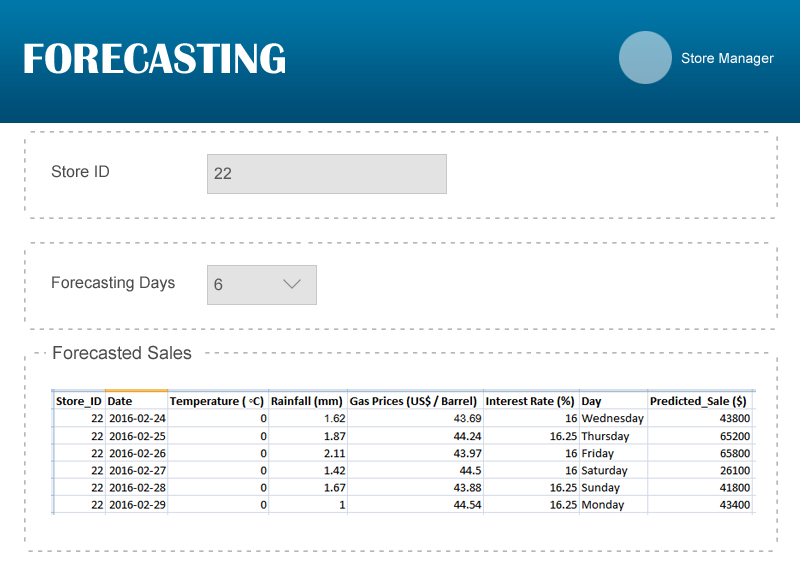 FORECASTING
Store Manager
Store ID
22
Forecasting Days
6
Forecasted Sales
Store_ID Date Temperature ( °C) Rainfall (mm) Gas Prices (US$ / Barrel) Interest Rate (%) Day Predicted_Sale ($)
22 2016-02-24 0 1.62 43.69 16 Wednesday 43800
22 2016-02-25 0 1.87 44.24 16.25 Thursday 65200
22 2016-02-26 0 2.11 43.97 16 Friday 65800
22 2016-02-27 0 1.42 44.5 16 Saturday 26100
22 2016-02-28 0 1.67 43.88 16.25 Sunday 41800
22 2016-02-29 0 1 44.54 16.25 Monday 43400